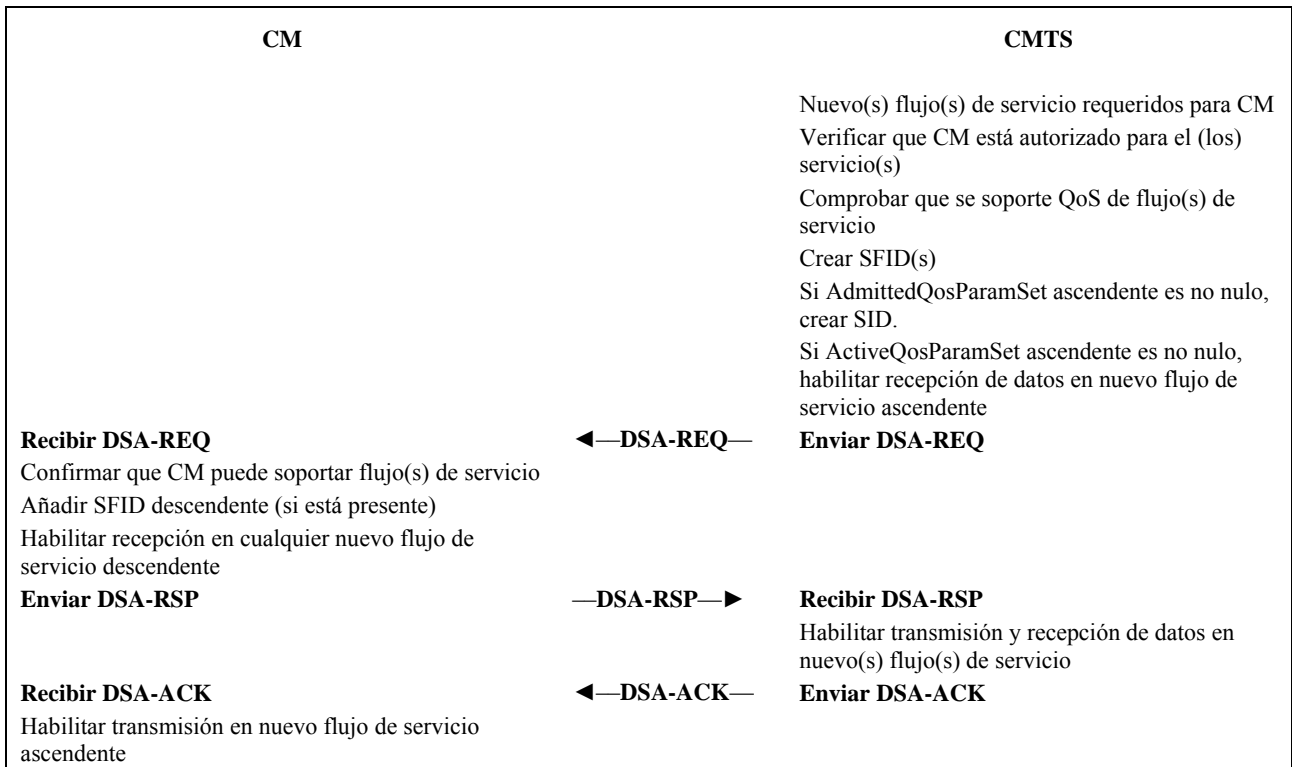 CM CMTS
Nuevo(s) flujo(s) de servicio requeridos para CM
Verificar que CM está autorizado para el (los)
servicio(s)
Comprobar que se soporte QoS de flujo(s) de
servicio
Crear SFID(s)
Si AdmittedQosParamSet ascendente es no nulo,
crear SID.
Si ActiveQosParamSet ascendente es no nulo,
habilitar recepción de datos en nuevo flujo de
servicio ascendente
Recibir DSA-REQ ◄—DSA-REQ— Enviar DSA-REQ
Confirmar que CM puede soportar flujo(s) de servicio
Añadir SFID descendente (si está presente)
Habilitar recepción en cualquier nuevo flujo de
servicio descendente
Enviar DSA-RSP —DSA-RSP—► Recibir DSA-RSP
Habilitar transmisión y recepción de datos en
nuevo(s) flujo(s) de servicio
Recibir DSA-ACK ◄—DSA-ACK— Enviar DSA-ACK
Habilitar transmisión en nuevo flujo de servicio
ascendente